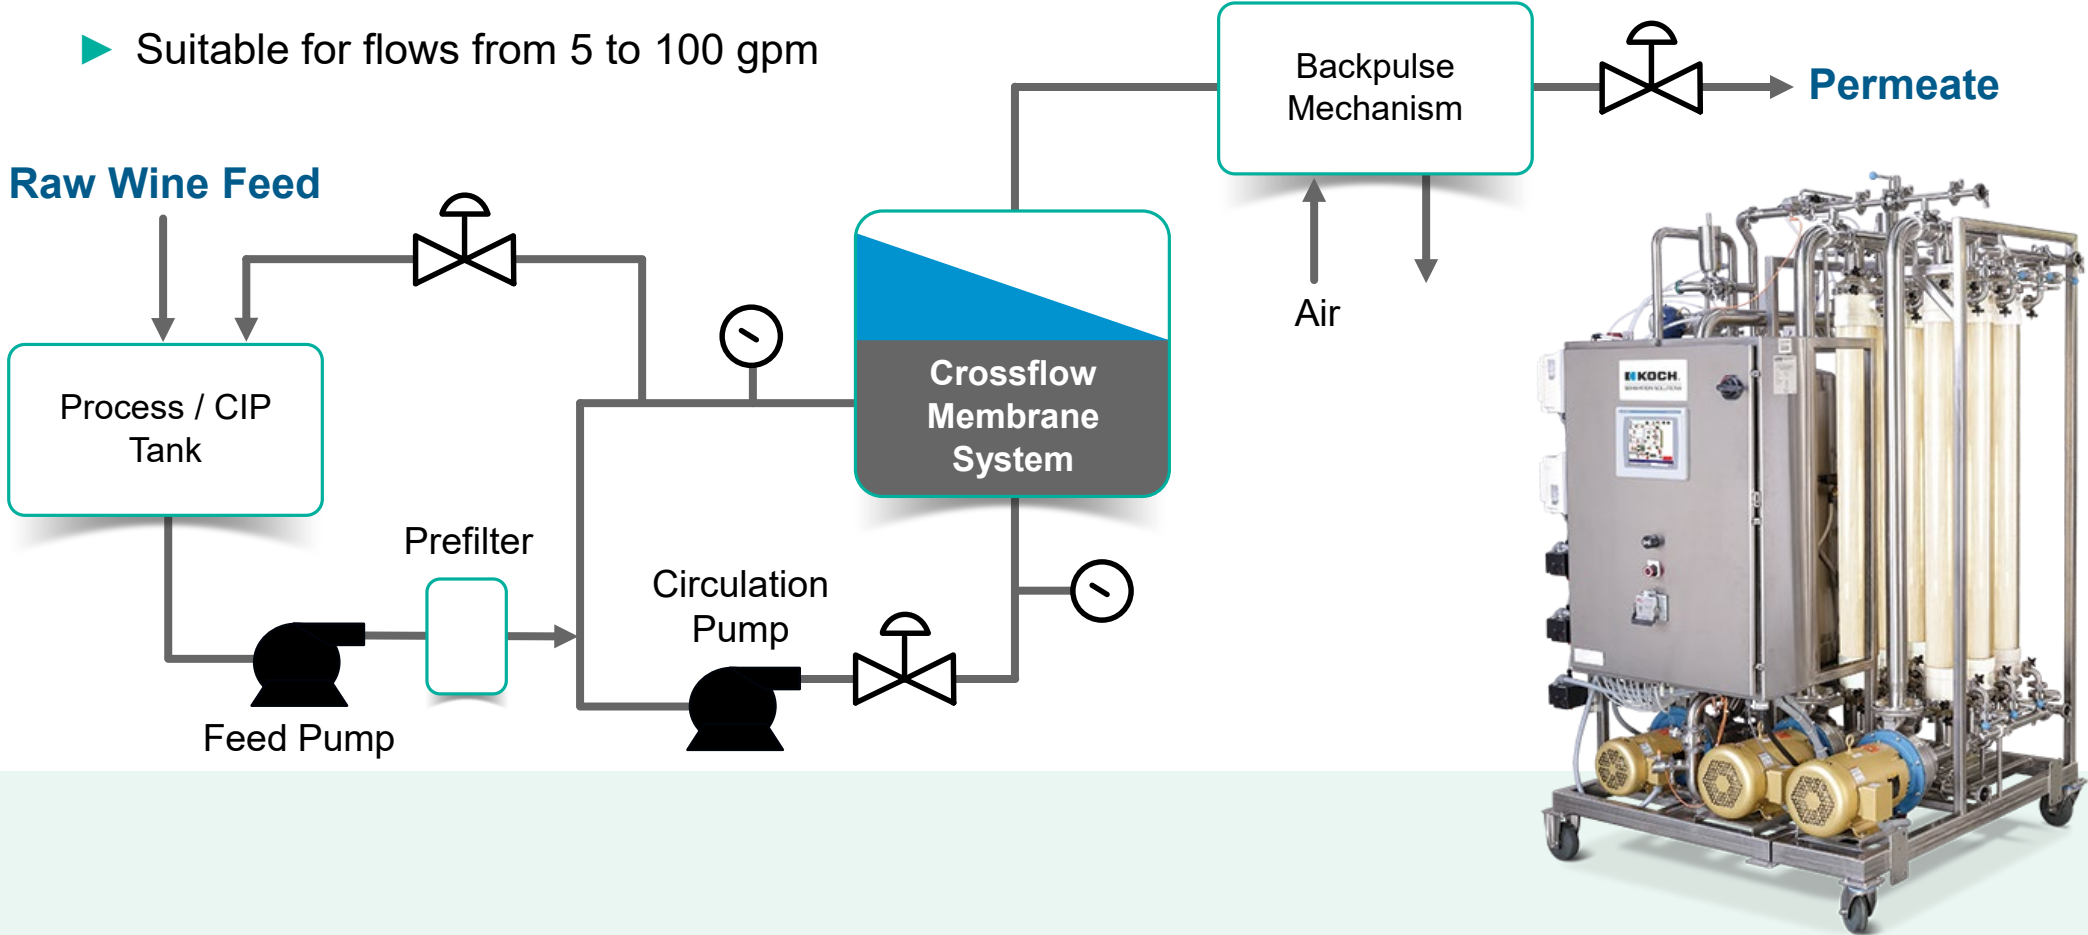 Suitable for flows from 5 to 100 gpm
Backpulse
Mechanism
Permeate
Raw Wine Feed
Air
Process / CIP
Tank
Crossflow
Membrane
System
Prefilter
Circulation
Pump
Feed Pump
KOCH